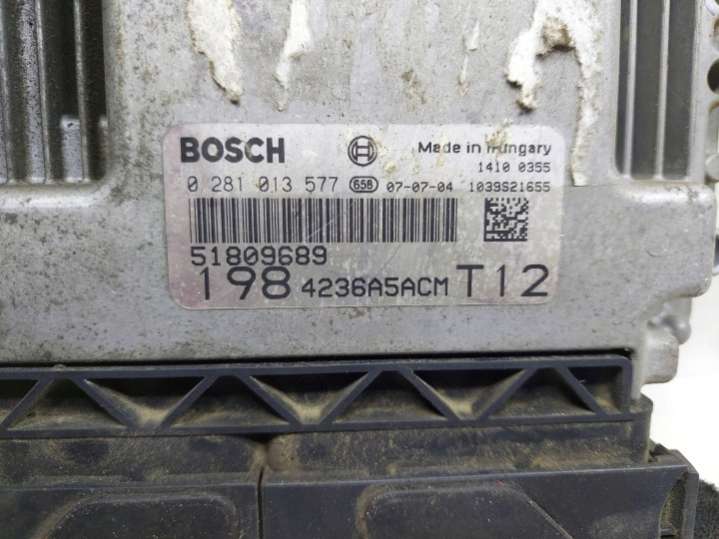 BOSCH Made in Hungary
1410 0355
0 281 013 577 658 07-07-04 1039S21655
51809689
198 4236A5ACM T12